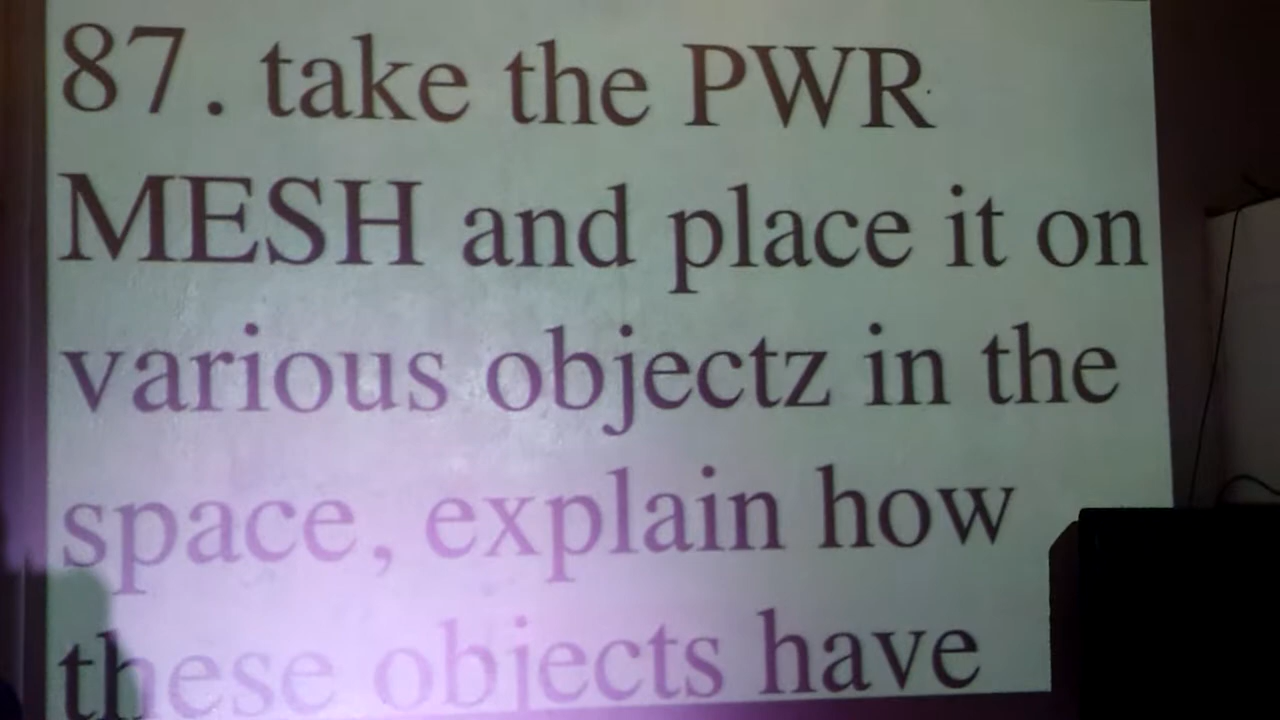 87. take the PWR
MESH and place it on
various objectz in the
space, explain how
these objects have